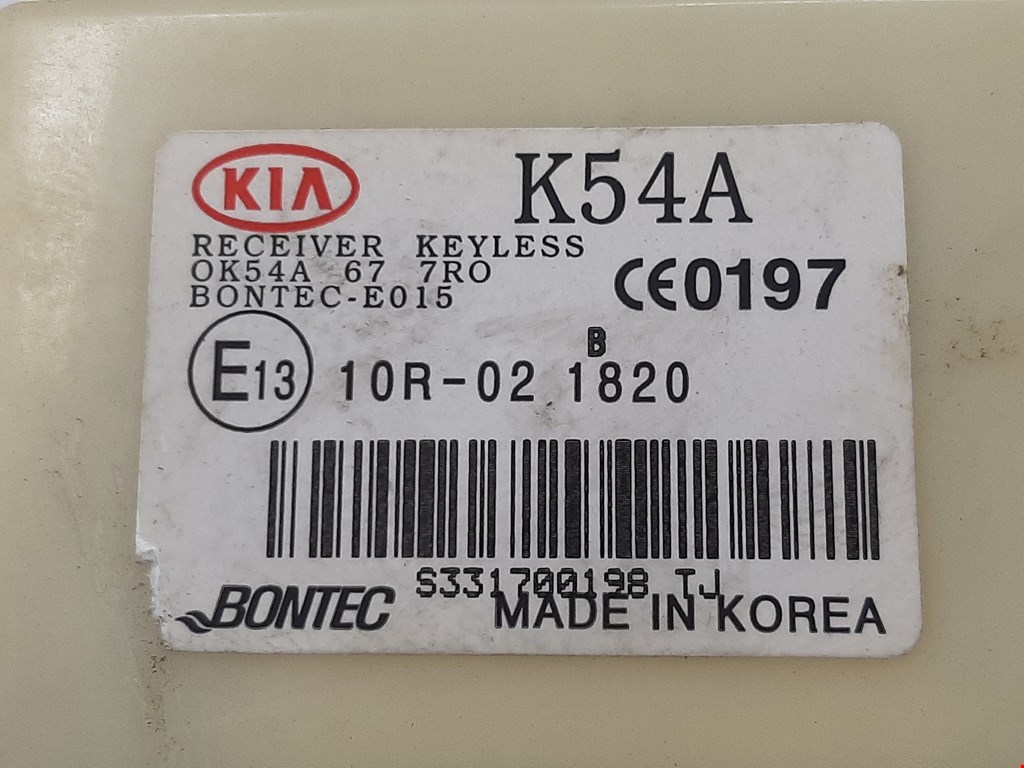 KIA
K54A
RECEIVER KEYLESS
OK54A 67 7RO
BONTEC-E015
CE0197
E13
B
10R-02 1820
S331700198 TJ
BONTEC
MADE IN KOREA